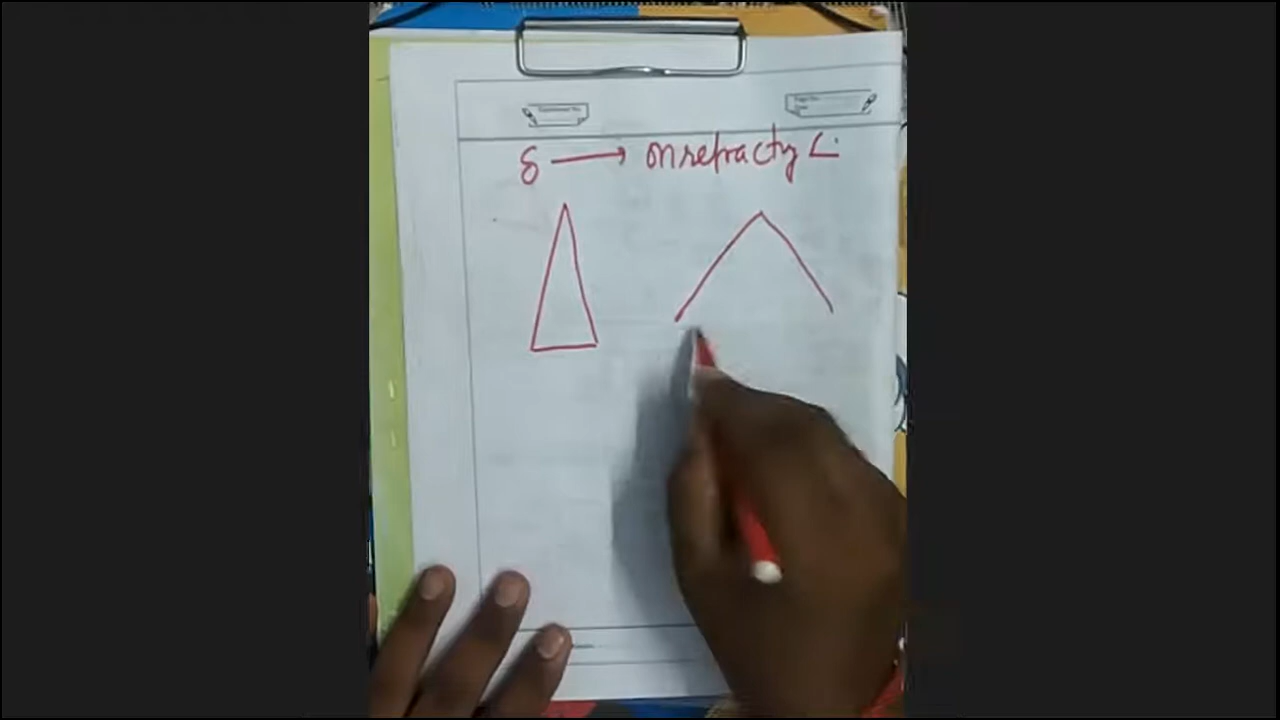 δ → on refracty ∠